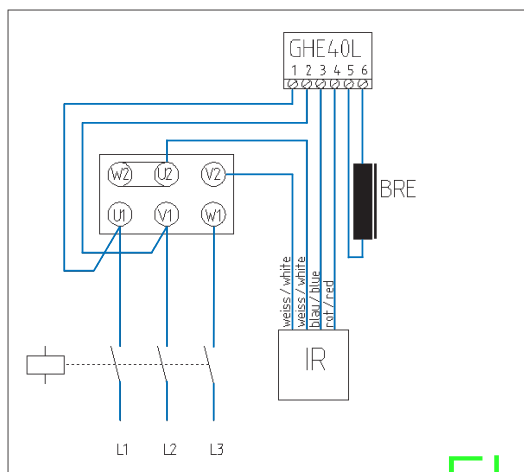 GHE40L
1 2 3 4 5 6
W2 U2 V2
U1 V1 W1
BRE
weiss / white
weiss / white
blau / blue
rot / red
IR
L1 L2 L3